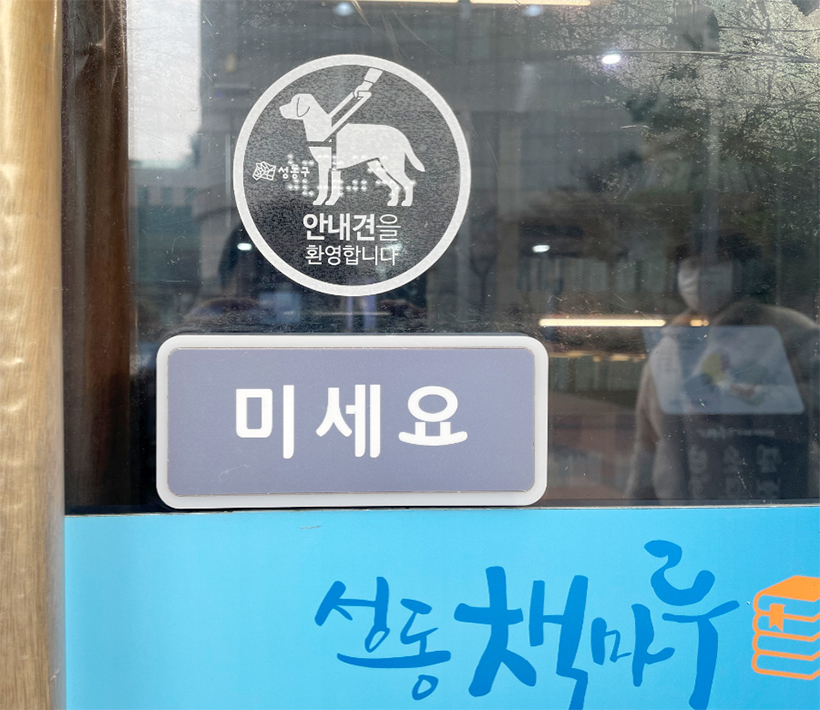 성동구
안내견을
환영합니다
미세요
성동 책마루